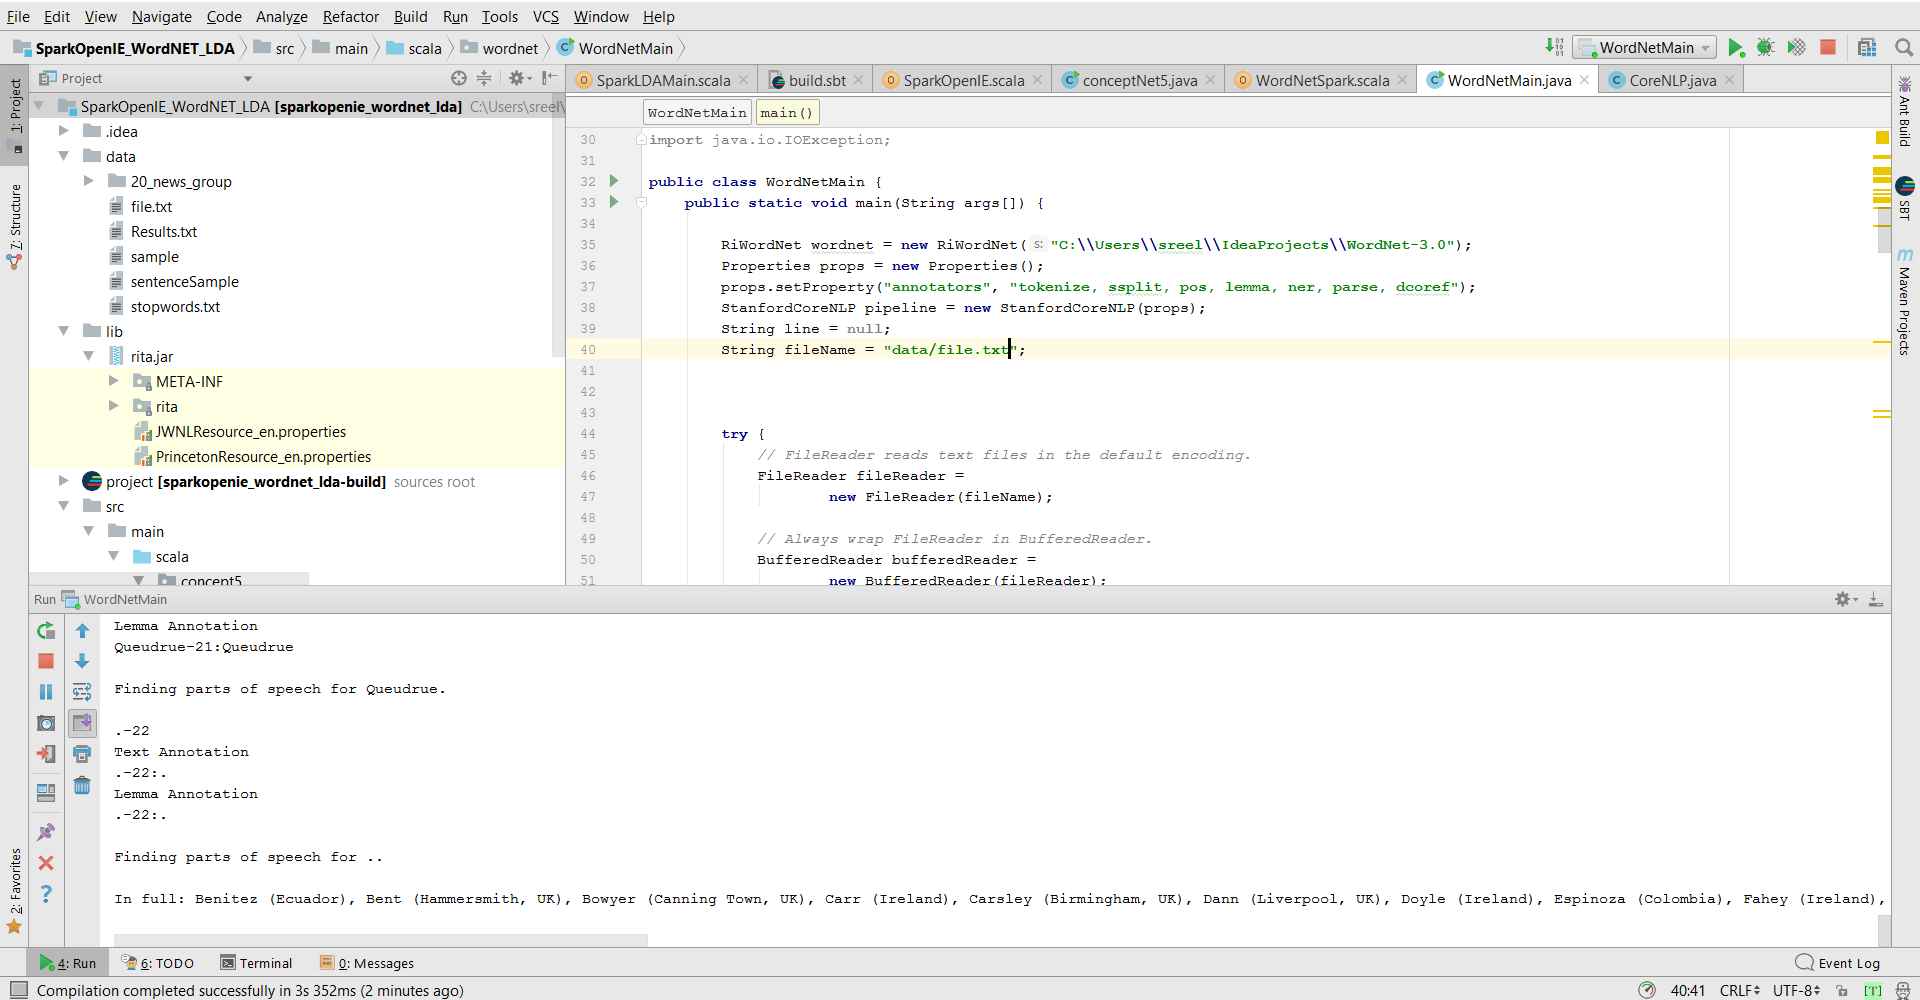 File Edit View Navigate Code Analyze Refactor Build Run Tools VCS Window Help
SparkOpenIE_WordNET_LDA src main scala wordnet WordNetMain WordNetMain
Project SparkLDAMain.scala build.sbt SparkOpenIE.scala conceptNet5.java WordNetSpark.scala WordNetMain.java CoreNLP.java
1: Project
7: Structure
2: Favorites
SparkOpenIE_WordNET_LDA [sparkopenie_wordnet_lda] C:\Users\sreel\
.idea
data
20_news_group
file.txt
Results.txt
sample
sentenceSample
stopwords.txt
lib
rita.jar
META-INF
rita
JWNLResource_en.properties
PrincetonResource_en.properties
project [sparkopenie_wordnet_lda-build] sources root
src
main
scala
concept5
WordNetMain main()
30 import java.io.IOException;
31
32 public class WordNetMain {
33 public static void main(String args[]) {
34
35 RiWordNet wordnet = new RiWordNet( s: "C:\\Users\\sreel\\IdeaProjects\\WordNet-3.0");
36 Properties props = new Properties();
37 props.setProperty("annotators", "tokenize, ssplit, pos, lemma, ner, parse, dcoref");
38 StanfordCoreNLP pipeline = new StanfordCoreNLP(props);
39 String line = null;
40 String fileName = "data/file.txt";
41
42
43
44 try {
45 // FileReader reads text files in the default encoding.
46 FileReader fileReader =
47 new FileReader(fileName);
48
49 // Always wrap FileReader in BufferedReader.
50 BufferedReader bufferedReader =
51 new BufferedReader(fileReader);
Ant Build
SBT
m
Maven Projects
Run WordNetMain
Lemma Annotation
Queudrue-21:Queudrue
Finding parts of speech for Queudrue.
.-22
Text Annotation
.-22:.
Lemma Annotation
.-22:.
Finding parts of speech for ..
In full: Benitez (Ecuador), Bent (Hammersmith, UK), Bowyer (Canning Town, UK), Carr (Ireland), Carsley (Birmingham, UK), Dann (Liverpool, UK), Doyle (Ireland), Espinoza (Colombia), Fahey (Ireland),
4: Run 6: TODO Terminal 0: Messages Event Log
Compilation completed successfully in 3s 352ms (2 minutes ago) 40:41 CRLF UTF-8 [T]